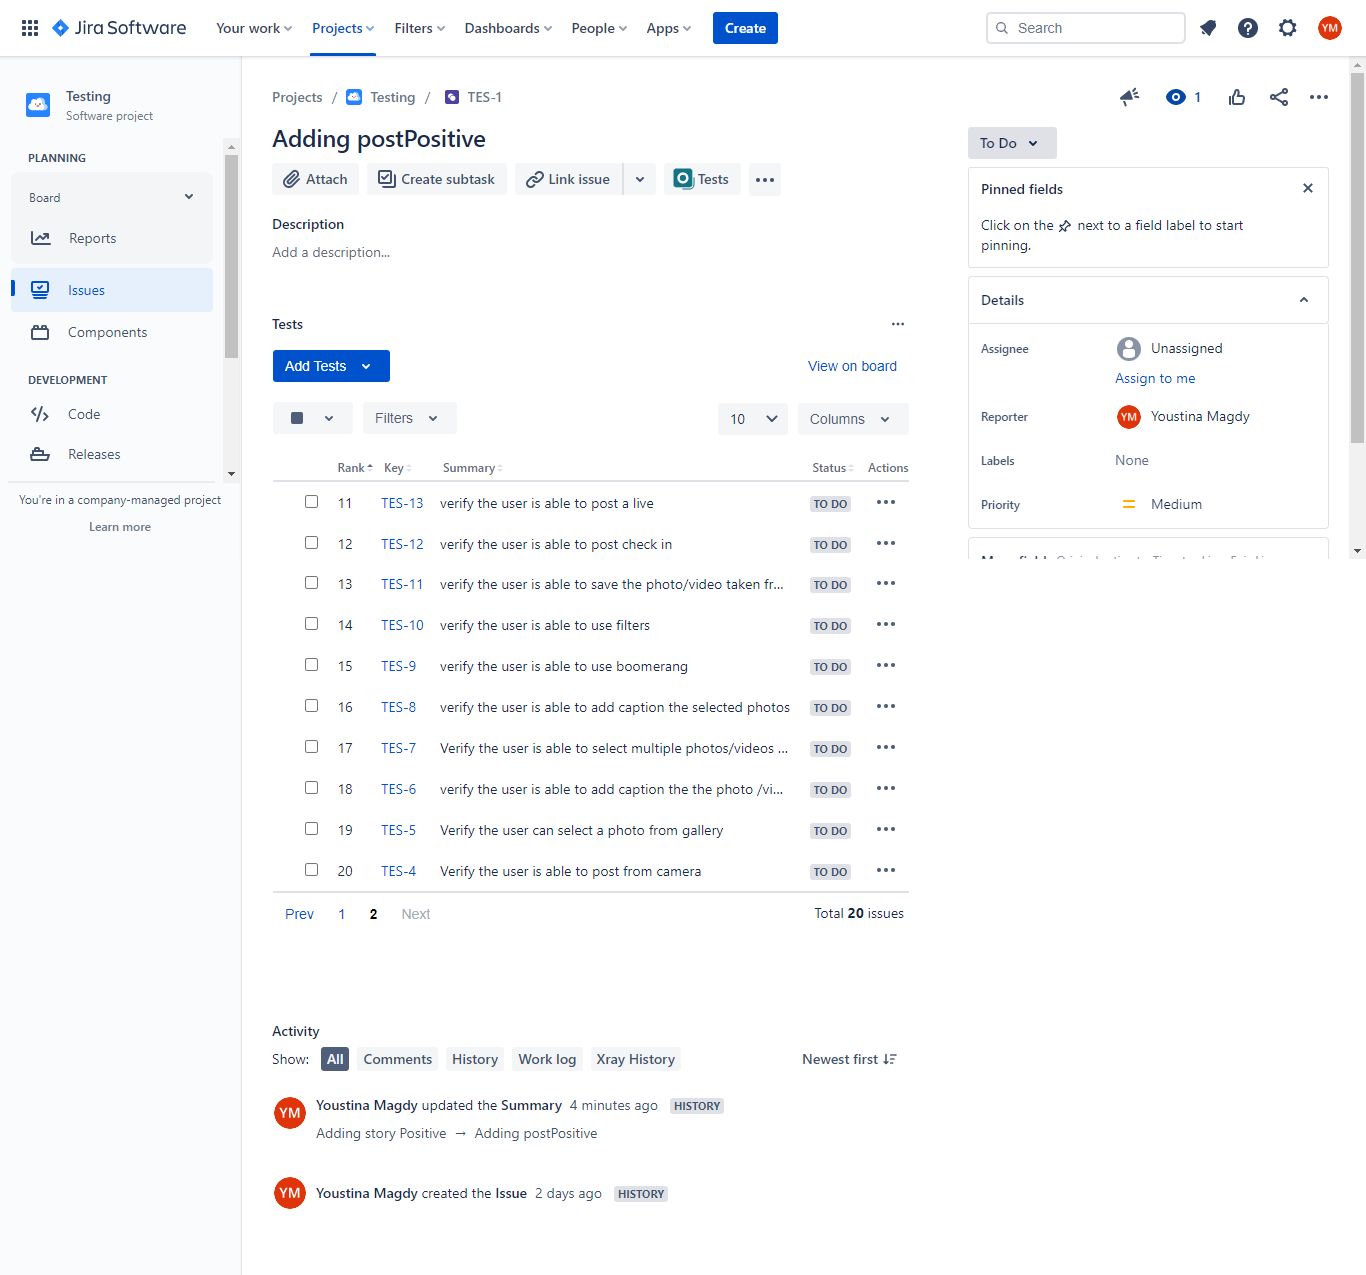 Jira Software Your work Projects Filters Dashboards People Apps Create Search YM
Testing
Software project
PLANNING
Board
Reports
Issues
Components
DEVELOPMENT
Code
Releases
You're in a company-managed project
Learn more
Projects / Testing / TES-1
1
Adding postPositive
Attach Create subtask Link issue Tests
Description
Add a description...
Tests
Add Tests View on board
Filters 10 Columns
Rank Key Summary Status Actions
11 TES-13 verify the user is able to post a live TO DO
12 TES-12 verify the user is able to post check in TO DO
13 TES-11 verify the user is able to save the photo/video taken fr... TO DO
14 TES-10 verify the user is able to use filters TO DO
15 TES-9 verify the user is able to use boomerang TO DO
16 TES-8 verify the user is able to add caption the selected photos TO DO
17 TES-7 Verify the user is able to select multiple photos/videos ... TO DO
18 TES-6 verify the user is able to add caption the the photo /vi... TO DO
19 TES-5 Verify the user can select a photo from gallery TO DO
20 TES-4 Verify the user is able to post from camera TO DO
Prev 1 2 Next Total 20 issues
Activity
Show: All Comments History Work log Xray History Newest first
YM Youstina Magdy updated the Summary 4 minutes ago HISTORY
Adding story Positive → Adding postPositive
YM Youstina Magdy created the Issue 2 days ago HISTORY
To Do
Pinned fields
Click on the next to a field label to start
pinning.
Details
Assignee Unassigned
Assign to me
Reporter YM Youstina Magdy
Labels None
Priority Medium